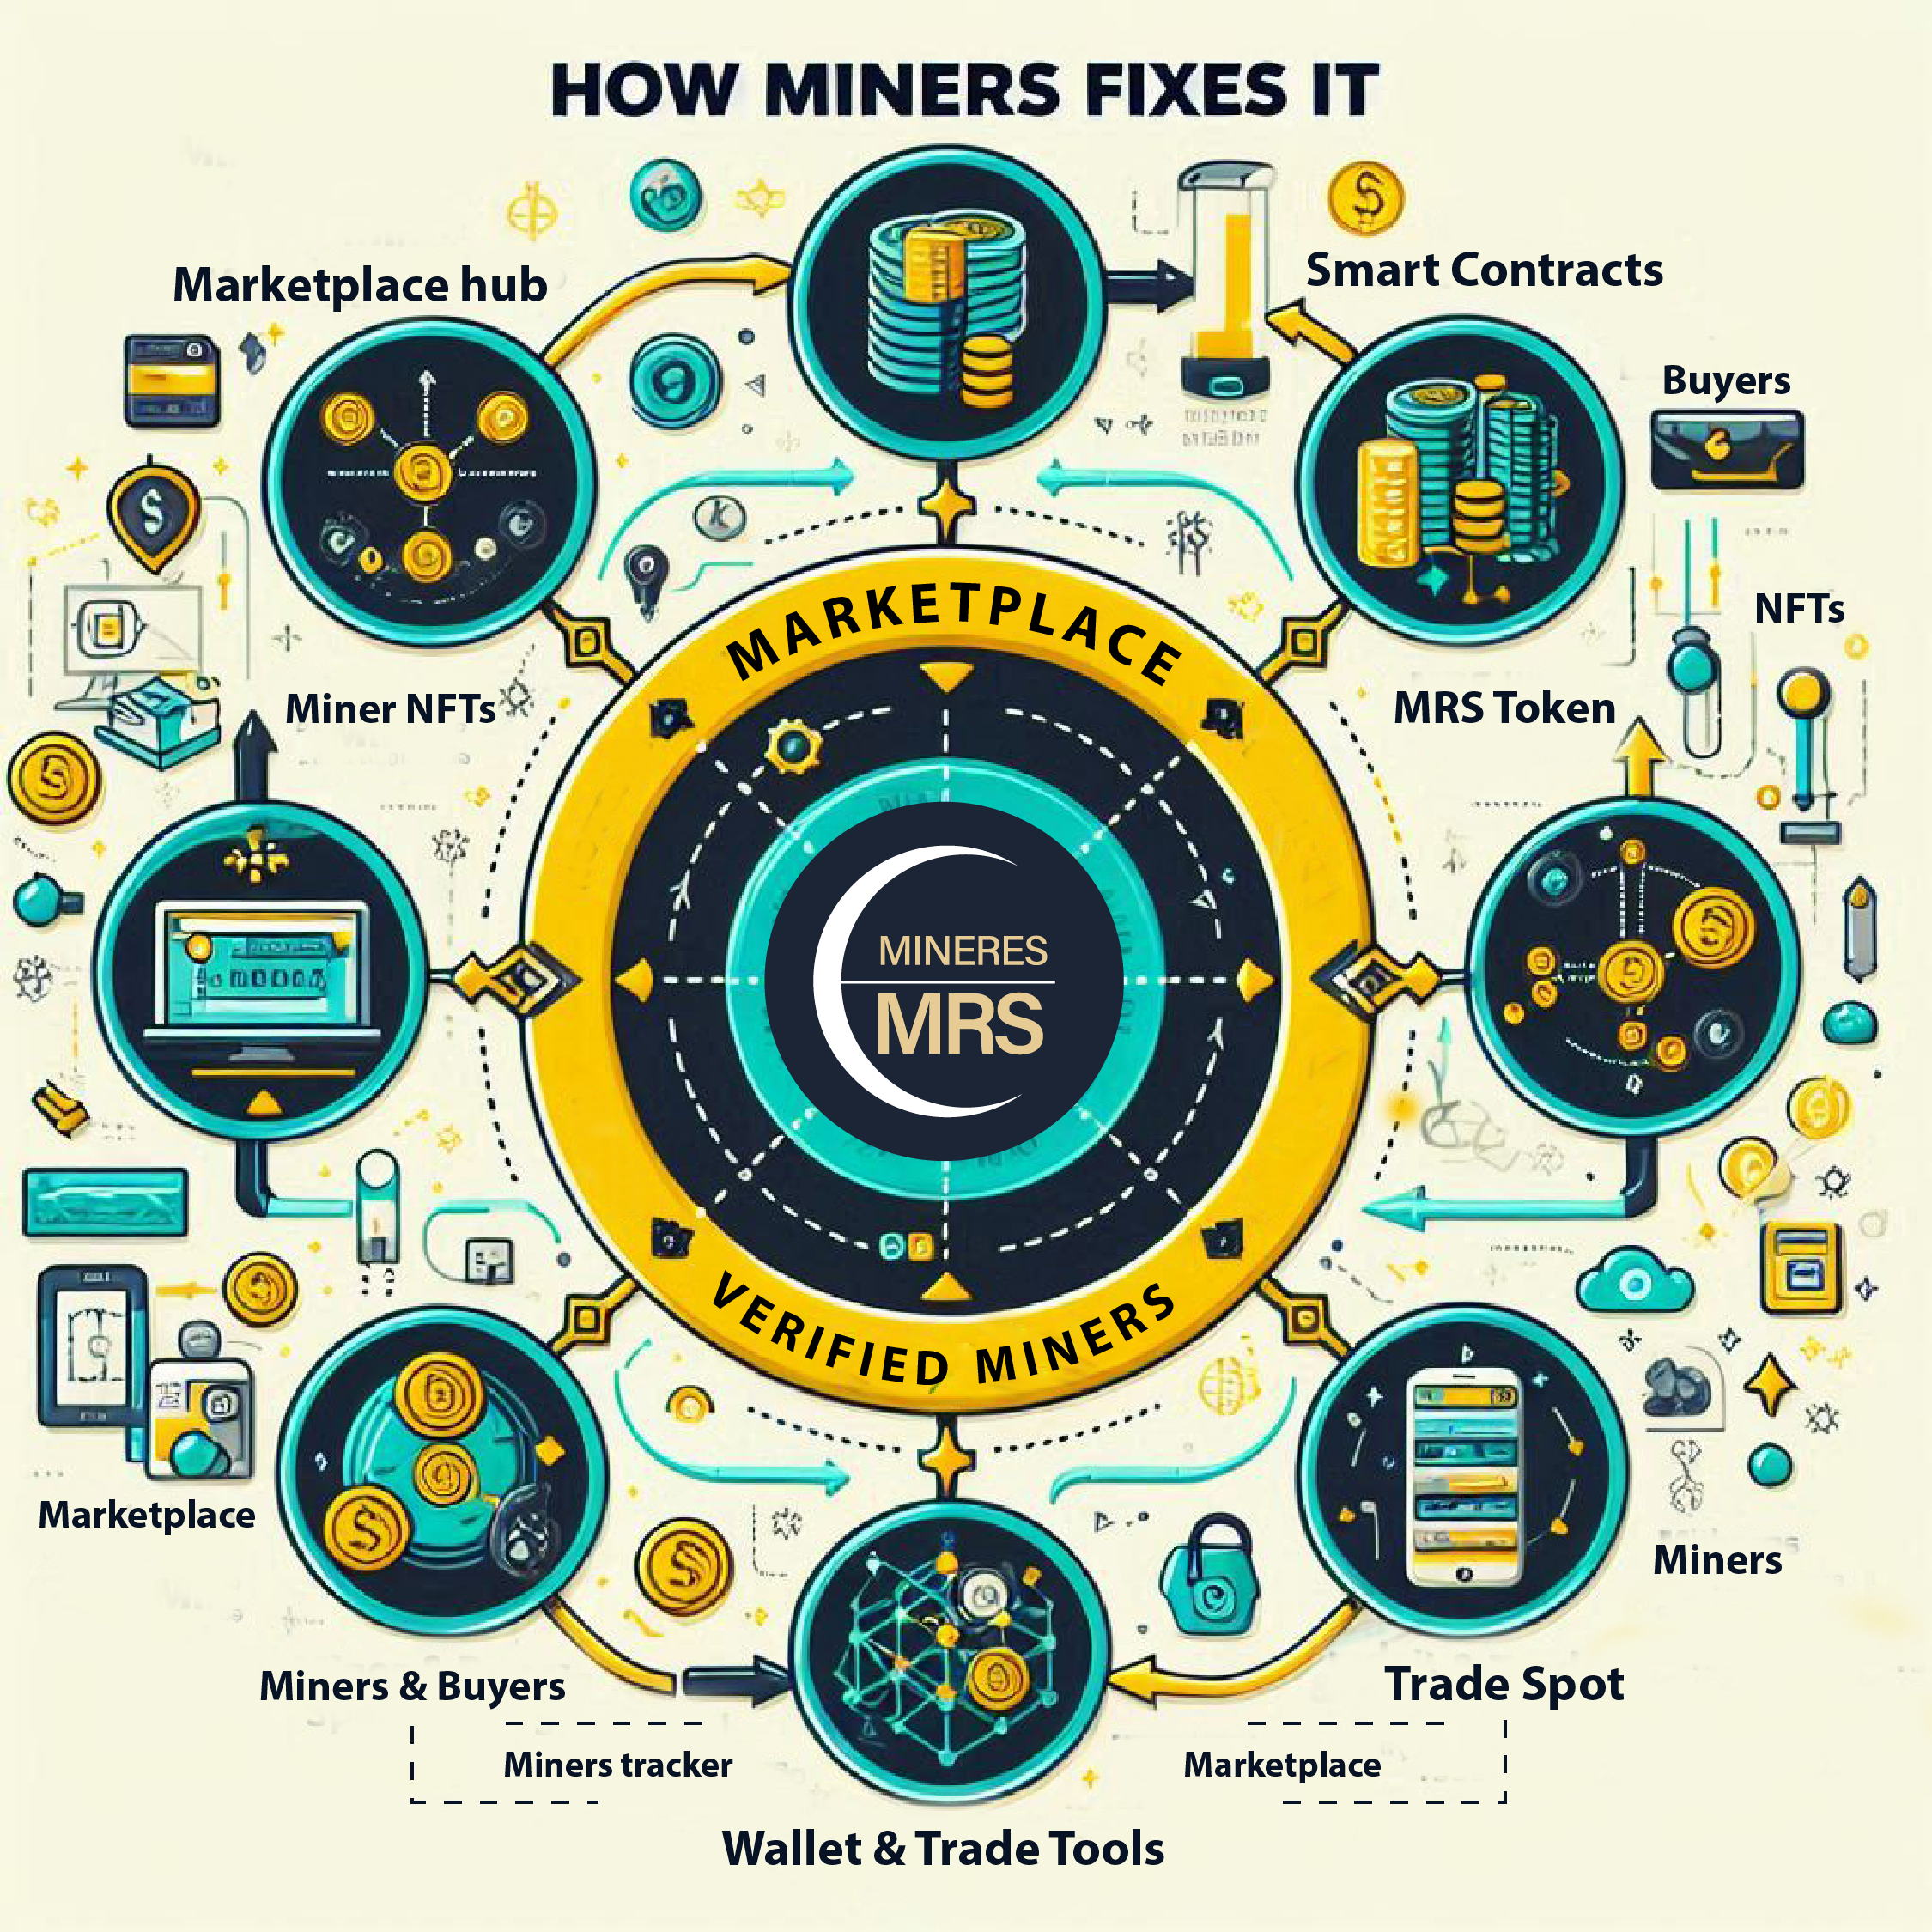 HOW MINERS FIXES IT
Marketplace hub
Smart Contracts
Buyers
NFTs
MARKETPLACE
Miner NFTs
MRS Token
MINERES
MRS
VERIFIED MINERS
Marketplace
Miners
Miners & Buyers
Trade Spot
Miners tracker
Marketplace
Wallet & Trade Tools